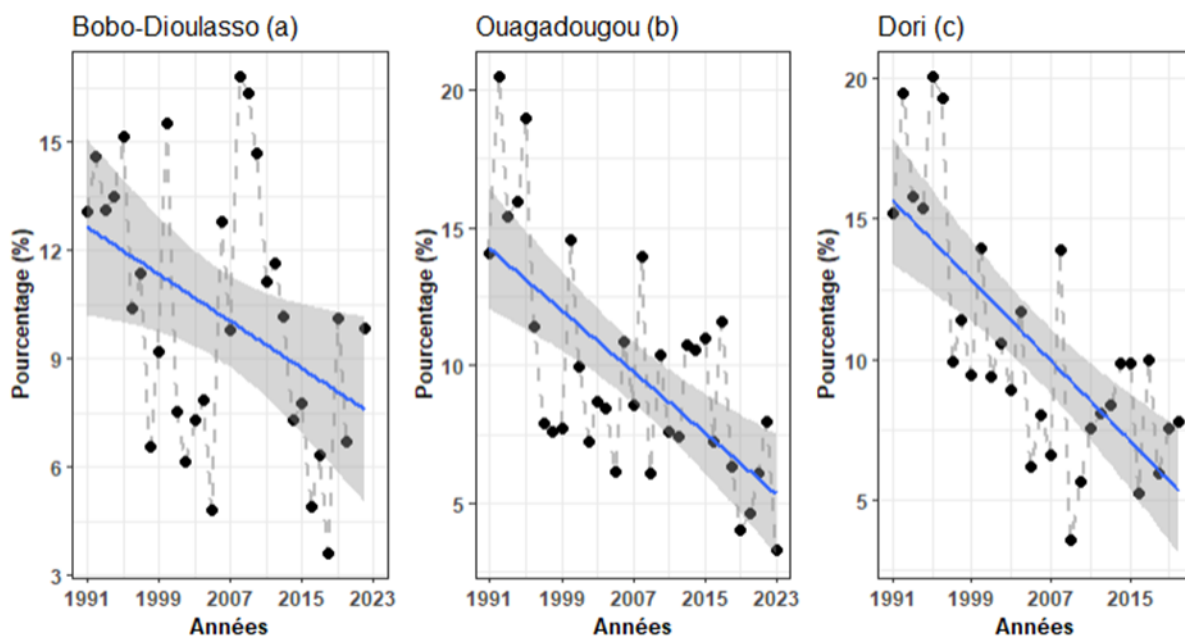 Bobo-Dioulasso (a)
Pourcentage (%)
15
12
9
6
3
1991 1999 2007 2015 2023
Années
Ouagadougou (b)
Pourcentage (%)
20
15
10
5
1991 1999 2007 2015 2023
Années
Dori (c)
Pourcentage (%)
20
15
10
5
1991 1999 2007 2015
Années